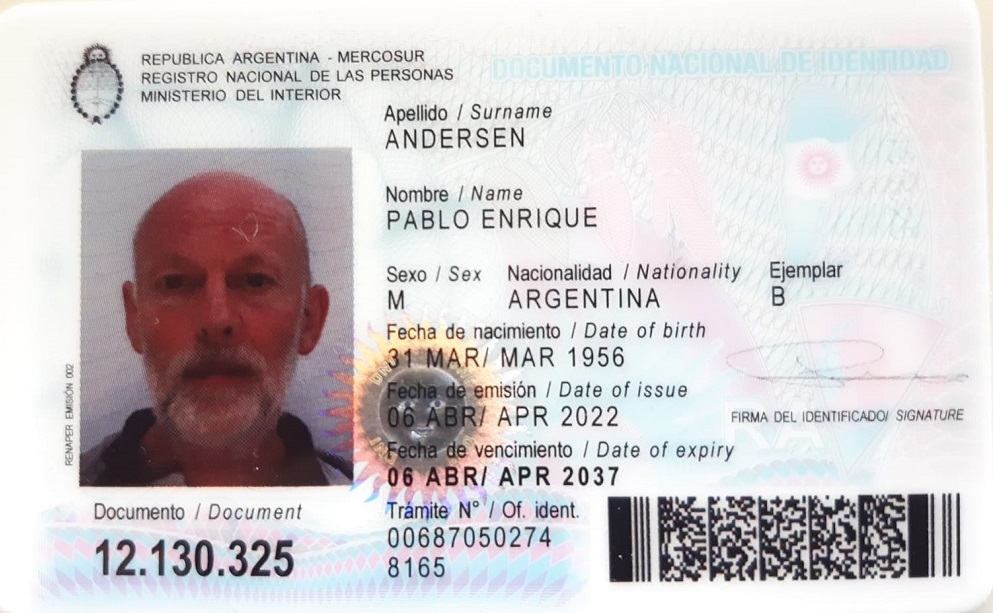 REPUBLICA ARGENTINA - MERCOSUR
REGISTRO NACIONAL DE LAS PERSONAS
MINISTERIO DEL INTERIOR
DOCUMENTO NACIONAL DE IDENTIDAD
Apellido / Surname
ANDERSEN
Nombre / Name
PABLO ENRIQUE
Sexo / Sex Nacionalidad / Nationality Ejemplar
M ARGENTINA B
Fecha de nacimiento / Date of birth
31 MAR/ MAR 1956
Fecha de emisión / Date of issue
06 ABR/ APR 2022
FIRMA DEL IDENTIFICADO/ SIGNATURE
Fecha de vencimiento / Date of expiry
06 ABR/ APR 2037
RENAPER EMISIÓN 002
Documento / Document
12.130.325
Trámite N° / Of. ident.
00687050274
8165